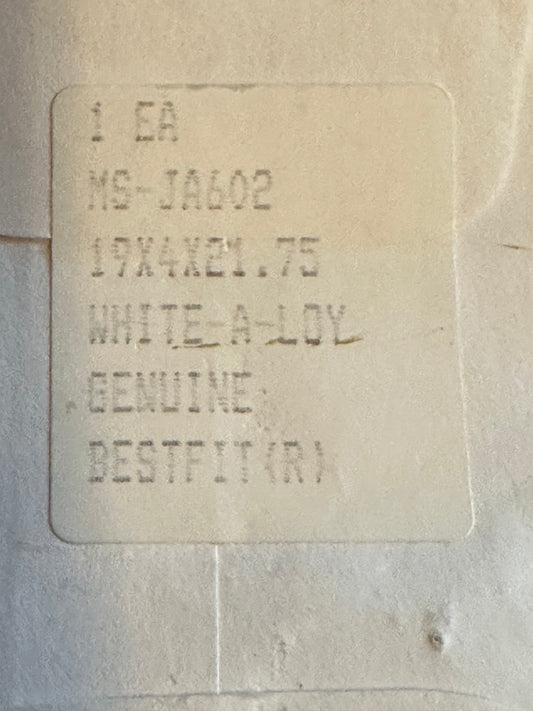 1 EA
MS-JA602
19X4X21.75
WHITE-A-LOY
GENUINE
BESTFIT(R)